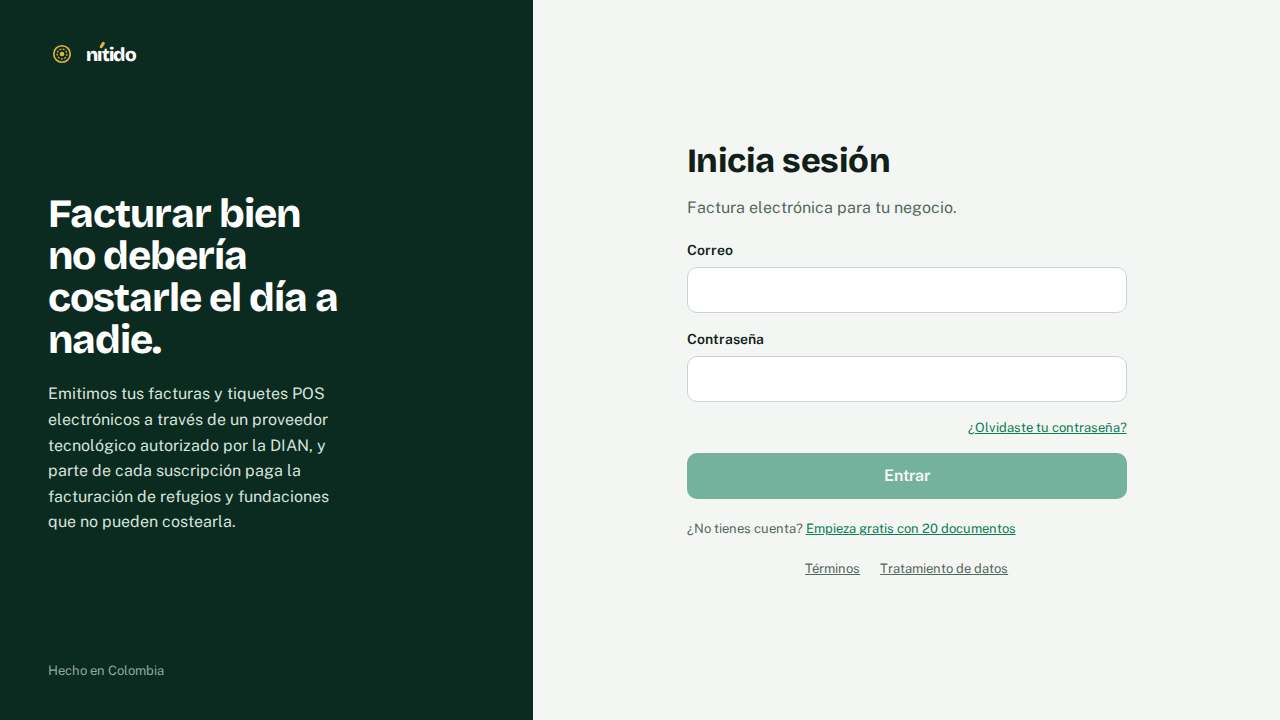 nítido
Facturar bien
no debería
costarle el día a
nadie.
Emitimos tus facturas y tiquetes POS
electrónicos a través de un proveedor
tecnológico autorizado por la DIAN, y
parte de cada suscripción paga la
facturación de refugios y fundaciones
que no pueden costearla.
Hecho en Colombia
Inicia sesión
Factura electrónica para tu negocio.
Correo
Contraseña
¿Olvidaste tu contraseña?
Entrar
¿No tienes cuenta? Empieza gratis con 20 documentos
Términos Tratamiento de datos